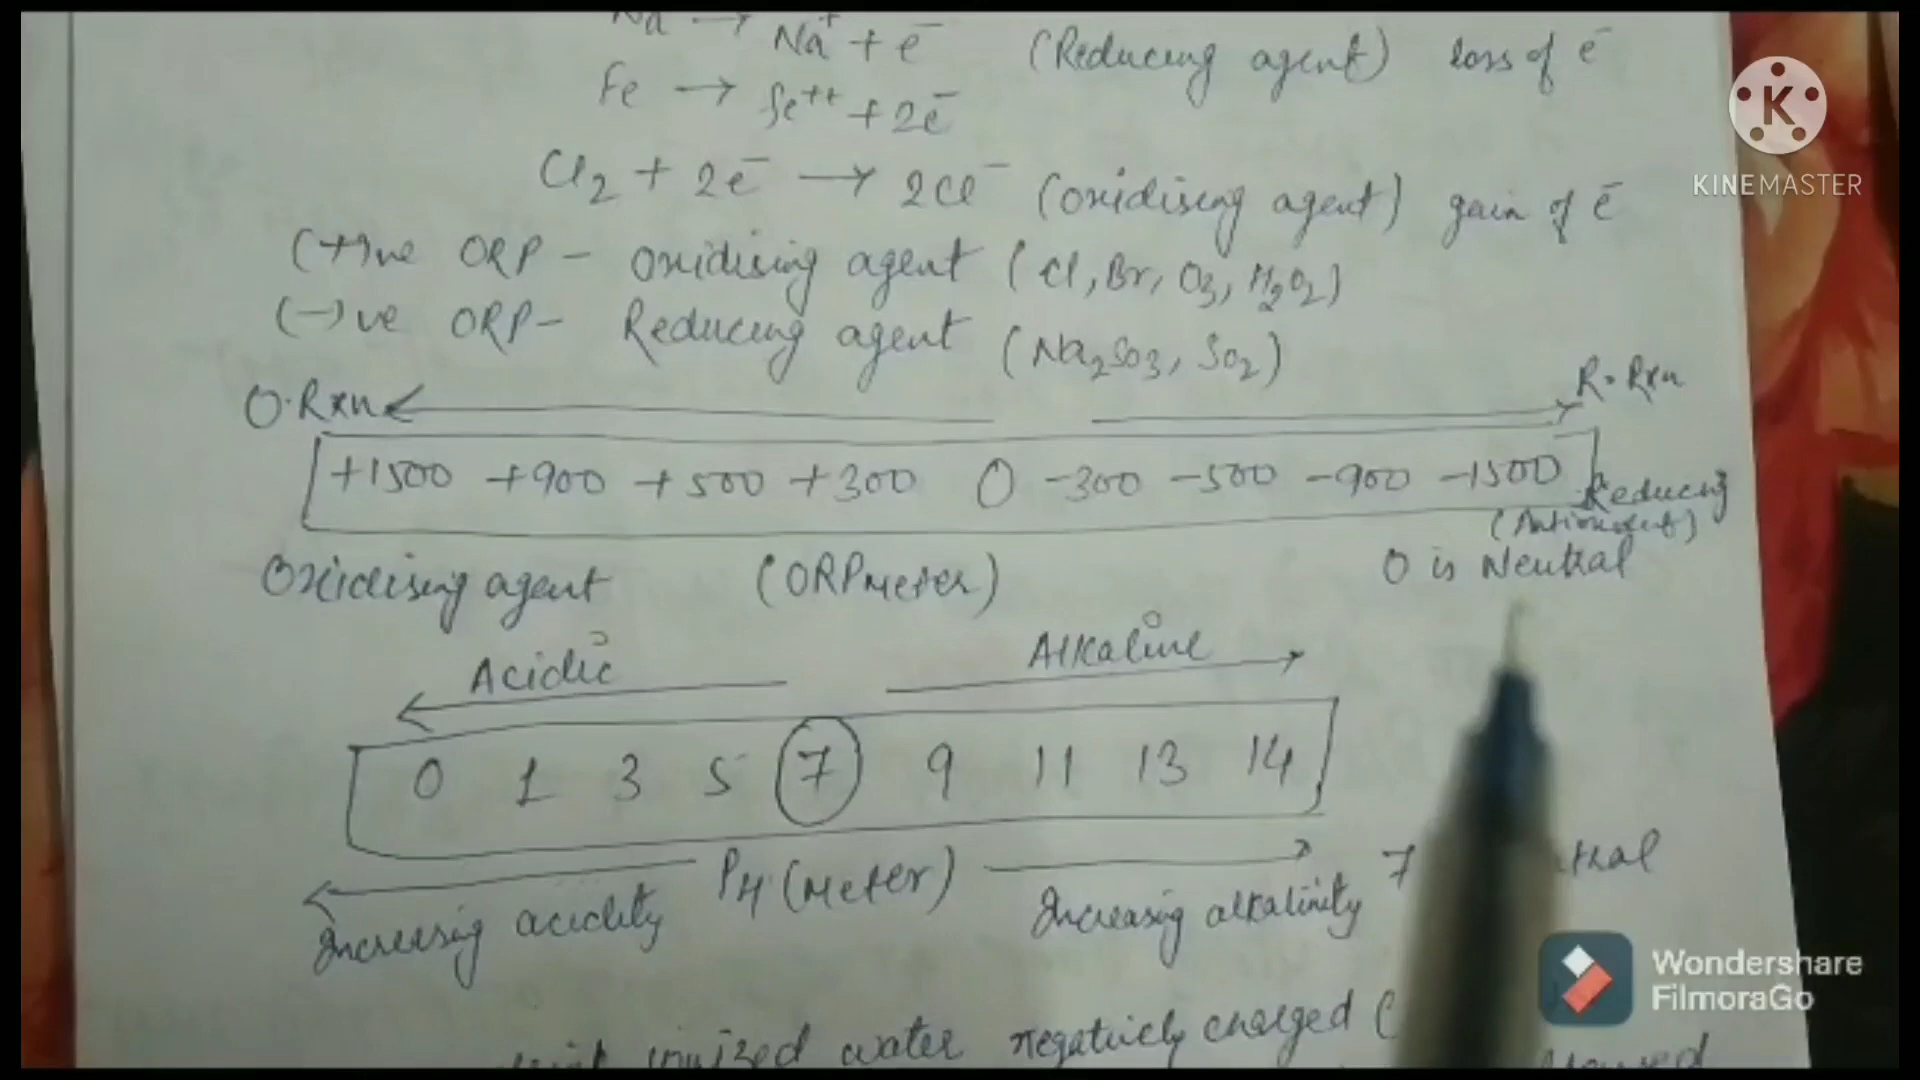 Na → Na⁺ + e⁻ (Reducing agent) loss of e⁻
Fe → Fe⁺⁺ + 2e⁻
Cl₂ + 2e⁻ → 2Cl⁻ (Oxidising agent) gain of e⁻
(+)ve ORP - Oxidising agent (Cl, Br, O₃, H₂O₂)
(-)ve ORP - Reducing agent (Na₂SO₃, SO₂)
O·Rxn R·Rxn
+1500 +900 +500 +300 0 -300 -500 -900 -1500
Reducing
(Antioxident)
Oxidising agent (ORPMeter) 0 is Neutral
Acidic Alkaline
0 1 3 5 7 9 11 13 14
PH (Meter) 7
Increasing acidity Increasing alkalinity
ionized water negatively charged (
KINEMASTER
Wondershare
FilmoraGo